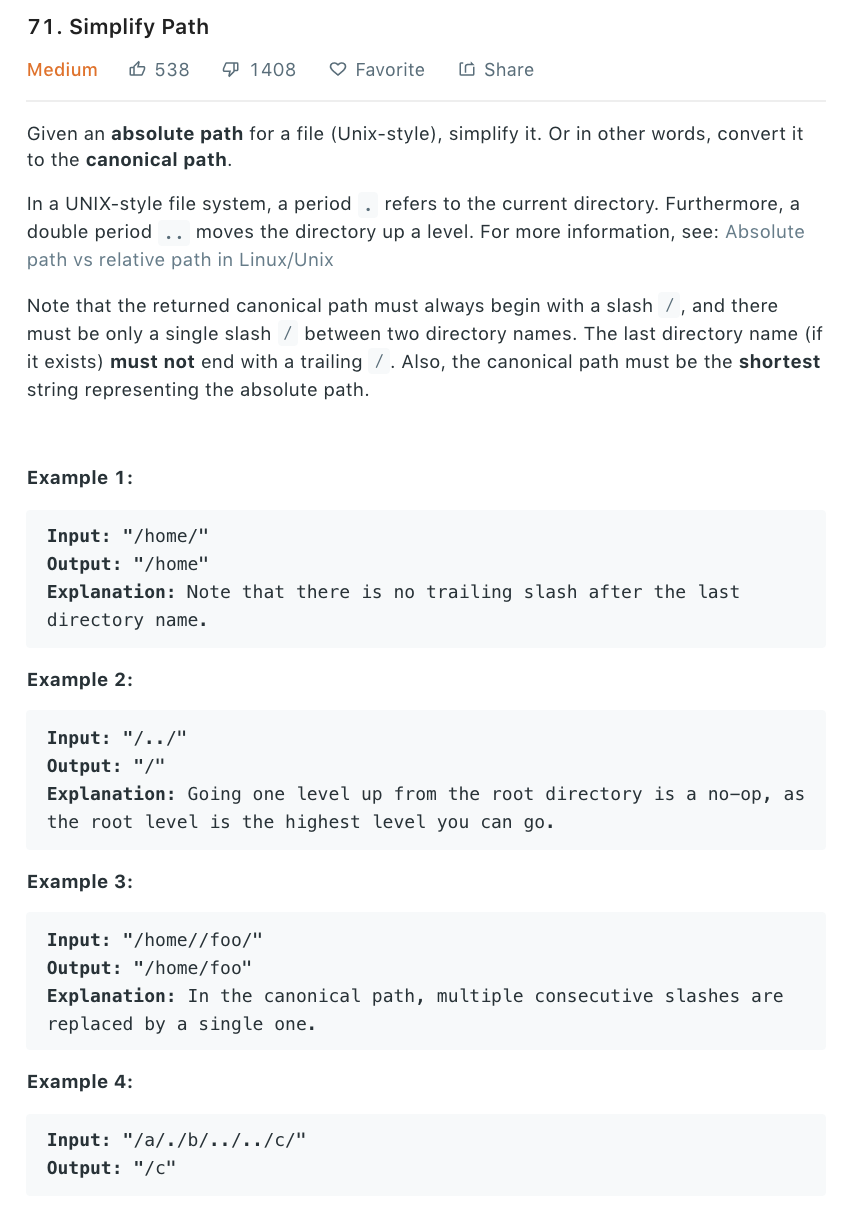 71. Simplify Path
Medium 538 1408 Favorite Share
Given an absolute path for a file (Unix-style), simplify it. Or in other words, convert it
to the canonical path.
In a UNIX-style file system, a period . refers to the current directory. Furthermore, a
double period .. moves the directory up a level. For more information, see: Absolute
path vs relative path in Linux/Unix
Note that the returned canonical path must always begin with a slash /, and there
must be only a single slash / between two directory names. The last directory name (if
it exists) must not end with a trailing /. Also, the canonical path must be the shortest
string representing the absolute path.
Example 1:
Input: "/home/"
Output: "/home"
Explanation: Note that there is no trailing slash after the last
directory name.
Example 2:
Input: "/../"
Output: "/"
Explanation: Going one level up from the root directory is a no-op, as
the root level is the highest level you can go.
Example 3:
Input: "/home//foo/"
Output: "/home/foo"
Explanation: In the canonical path, multiple consecutive slashes are
replaced by a single one.
Example 4:
Input: "/a/./b/../../c/"
Output: "/c"